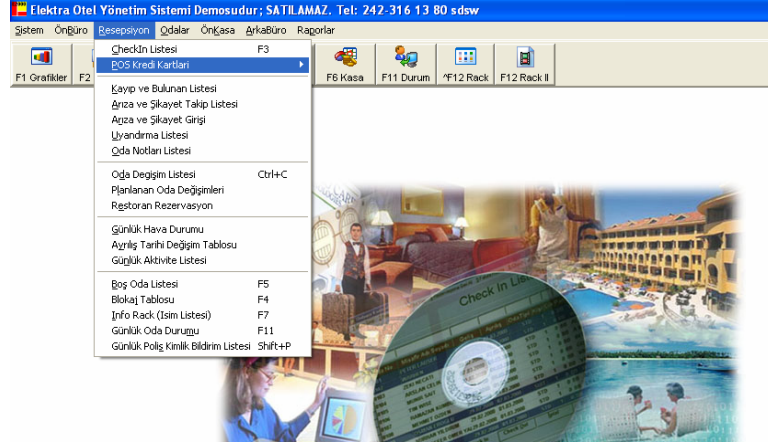 Elektra Otel Yönetim Sistemi Demosudur; SATILAMAZ. Tel: 242-316 13 80 sdsw
Sistem ÖnBüro Resepsiyon Odalar ÖnKasa ArkaBüro Raporlar
F1 Grafikler F2 F6 Kasa F11 Durum ^F12 Rack F12 Rack II
CheckIn Listesi F3
POS Kredi Kartlari
Kayıp ve Bulunan Listesi
Arıza ve Şikayet Takip Listesi
Arıza ve Şikayet Girişi
Uyandırma Listesi
Oda Notları Listesi
Oda Degişim Listesi Ctrl+C
Planlanan Oda Değişimleri
Restoran Rezervasyon
Günlük Hava Durumu
Ayrılış Tarihi Değişim Tablosu
Günlük Aktivite Listesi
Boş Oda Listesi F5
Blokaj Tablosu F4
Info Rack (Isim Listesi) F7
Günlük Oda Durumu F11
Günlük Polis Kimlik Bildirim Listesi Shift+P
Check In